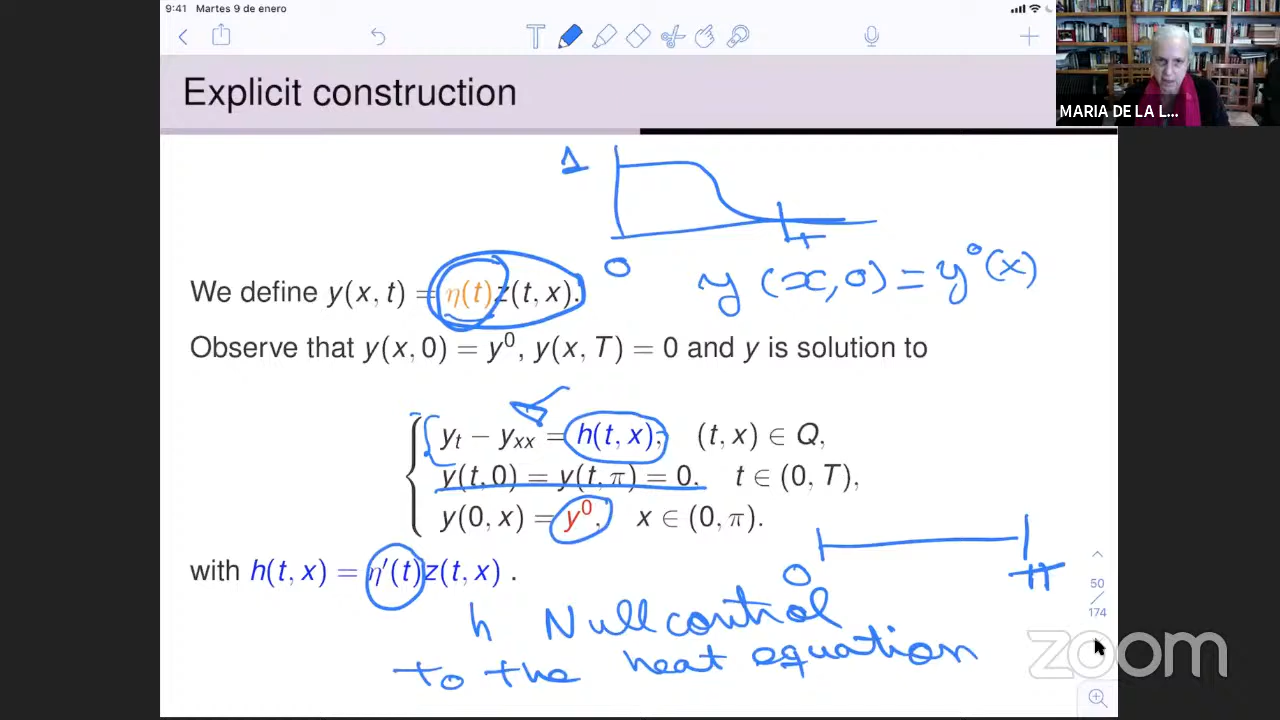 9:41 Martes 9 de enero
Explicit construction
MARIA DE LA L...
1
0
T
y (x,0) = y⁰(x)
We define y(x, t) = η(t)z(t, x).
Observe that y(x, 0) = y⁰, y(x, T) = 0 and y is solution to
yₜ − yₓₓ = h(t, x), (t, x) ∈ Q,
y(t, 0) = y(t, π) = 0, t ∈ (0, T),
y(0, x) = y⁰, x ∈ (0, π).
with h(t, x) = η′(t)z(t, x) .
0
π
50
174
h Null control
to the heat equation
zoom